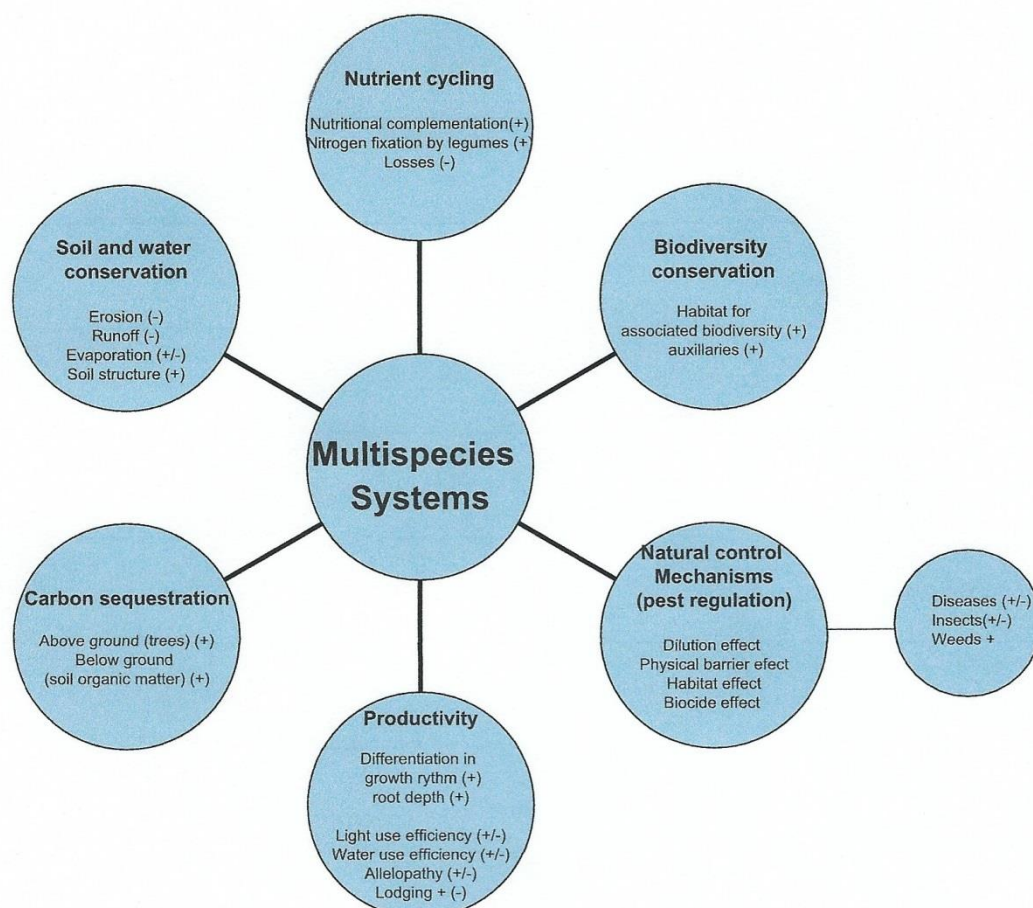 Nutrient cycling
Nutritional complementation(+)
Nitrogen fixation by legumes (+)
Losses (-)
Soil and water
conservation
Erosion (-)
Runoff (-)
Evaporation (+/-)
Soil structure (+)
Biodiversity
conservation
Habitat for
associated biodiversity (+)
auxillaries (+)
Multispecies
Systems
Carbon sequestration
Above ground (trees) (+)
Below ground
(soil organic matter) (+)
Natural control
Mechanisms
(pest regulation)
Dilution effect
Physical barrier efect
Habitat effect
Biocide effect
Diseases (+/-)
Insects(+/-)
Weeds +
Productivity
Differentiation in
growth rythm (+)
root depth (+)
Light use efficiency (+/-)
Water use efficiency (+/-)
Allelopathy (+/-)
Lodging + (-)